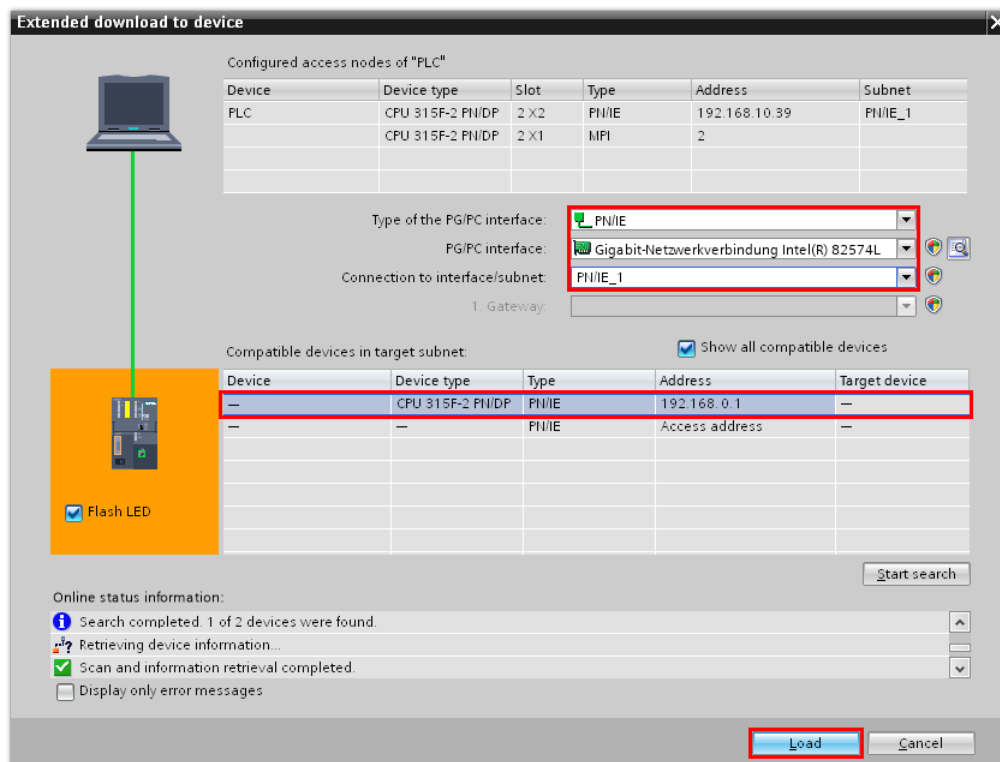 Extended download to device
Configured access nodes of "PLC"
Device Device type Slot Type Address Subnet
PLC CPU 315F-2 PN/DP 2 X2 PN/IE 192.168.10.39 PN/IE_1
CPU 315F-2 PN/DP 2 X1 MPI 2
Type of the PG/PC interface: PN/IE
PG/PC interface: Gigabit-Netzwerkverbindung Intel(R) 82574L
Connection to interface/subnet: PN/IE_1
1. Gateway:
Compatible devices in target subnet: Show all compatible devices
Device Device type Type Address Target device
— CPU 315F-2 PN/DP PN/IE 192.168.0.1 —
— — PN/IE Access address —
Flash LED
Start search
Online status information:
Search completed. 1 of 2 devices were found.
Retrieving device information...
Scan and information retrieval completed.
Display only error messages
Load Cancel